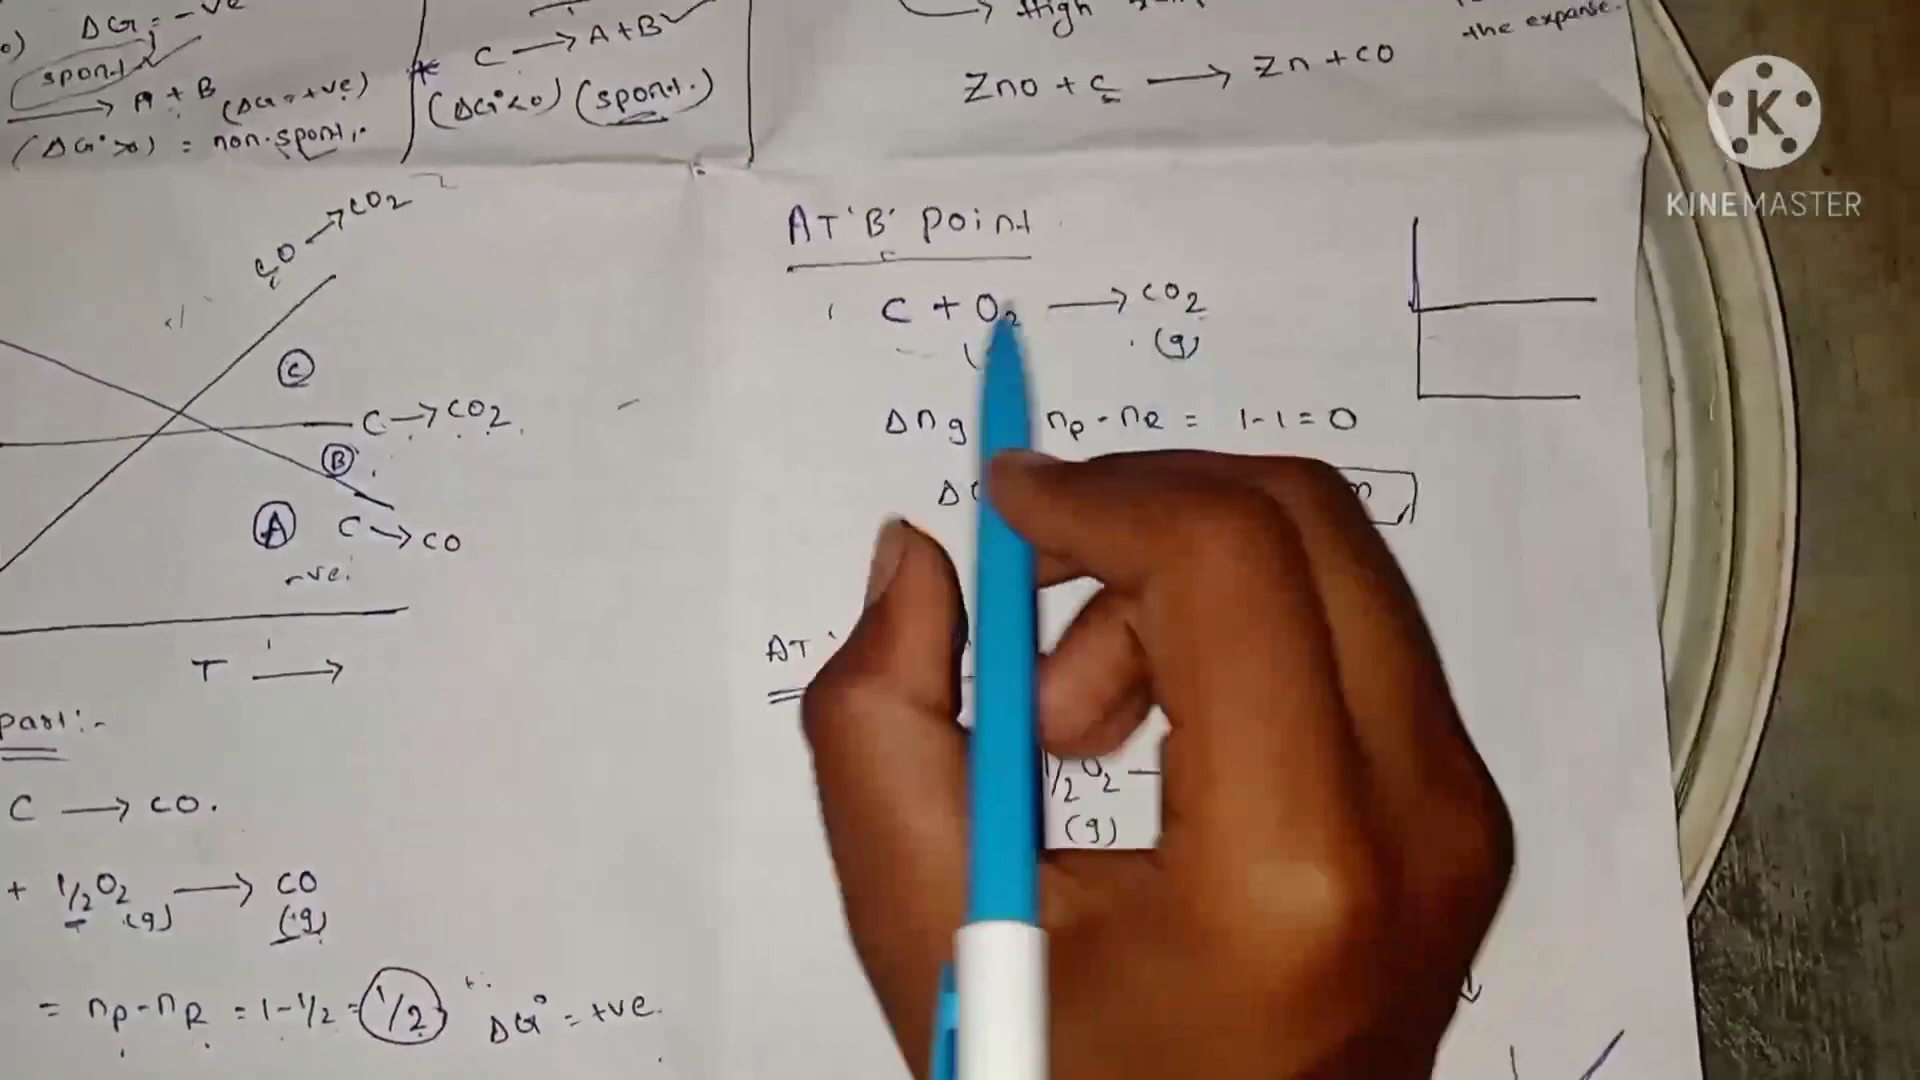 ΔG = -ve
spont.
→ A + B (ΔG = +ve)
(ΔG°>0) = non-spont.
C → A + B
(ΔG°<0) (spont.)
→ High
the expanse.
ZnO + C → Zn + CO
K
KINEMASTER
CO → CO2
C
C → CO2
B
A C → CO
-ve.
T →
part:-
C → CO.
+ 1/2O2 (g) → CO (g)
= np - nR = 1 - 1/2 = 1/2 ΔG° = +ve.
AT 'B' Point
C + O2 → CO2
(g)
Δng np - nR = 1 - 1 = 0
AT '
1/2 O2
(g)